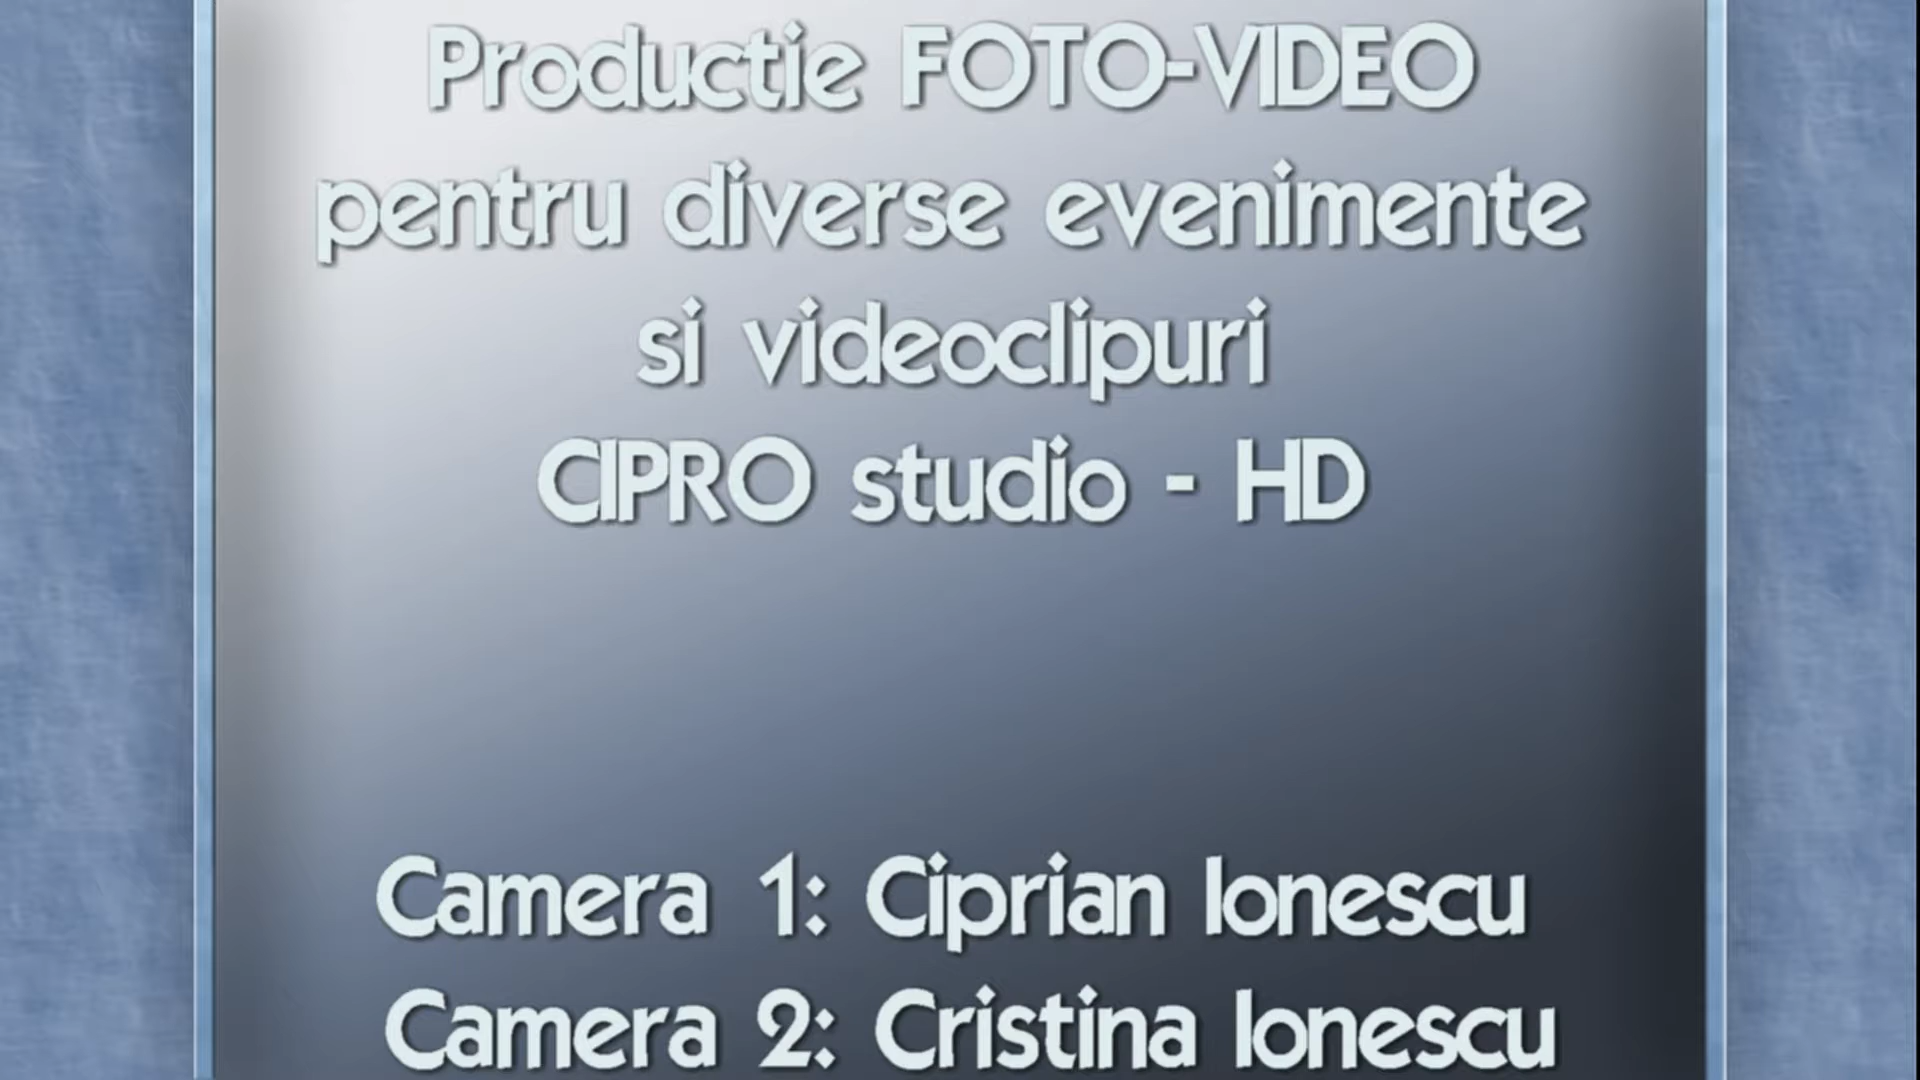 Productie FOTO-VIDEO
pentru diverse evenimente
si videoclipuri
CIPRO studio - HD
Camera 1: Ciprian Ionescu
Camera 2: Cristina Ionescu